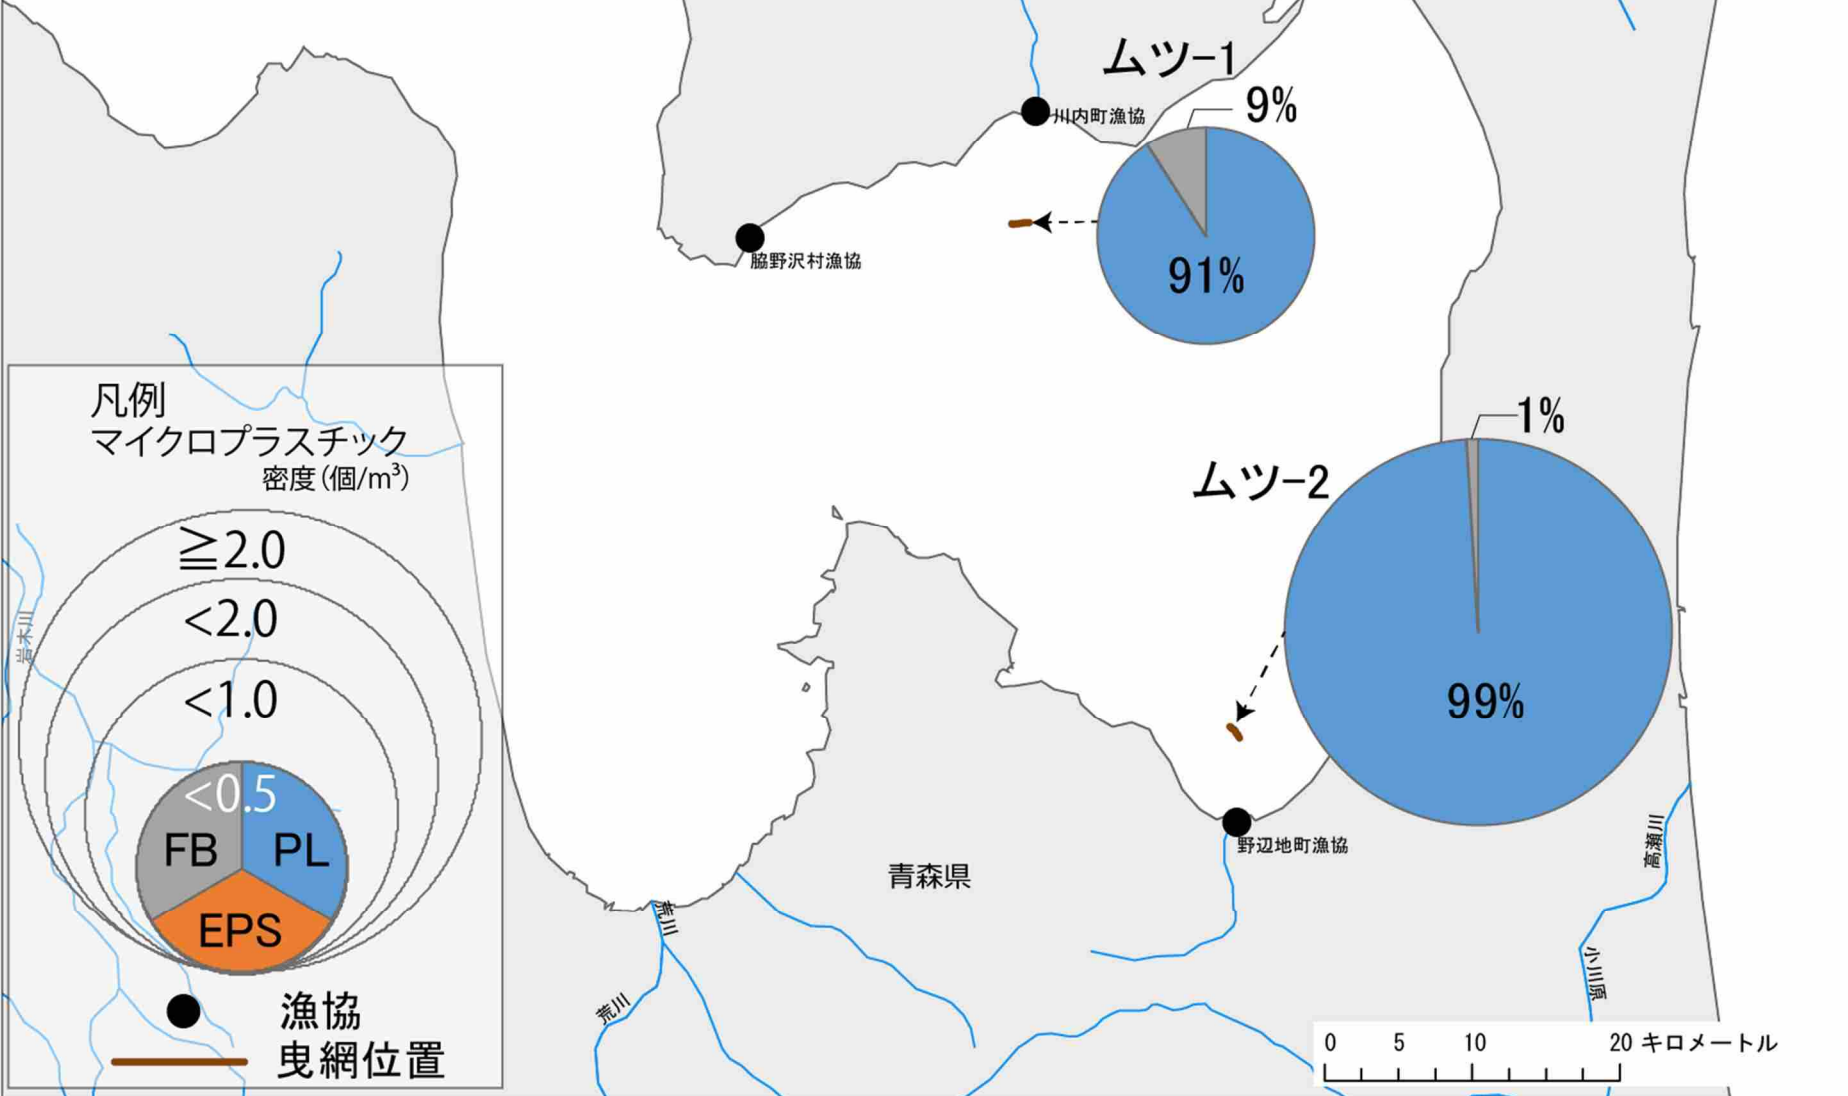 ムツ-1
9%
川内町漁協
脇野沢村漁協
91%
凡例
マイクロプラスチック
密度(個/m³)
≧2.0
<2.0
<1.0
<0.5
FB
PL
EPS
漁協
曳網位置
岩木川
1%
ムツ-2
99%
野辺地町漁協
青森県
高瀬川
小川原
荒川
荒川
0 5 10 20 キロメートル